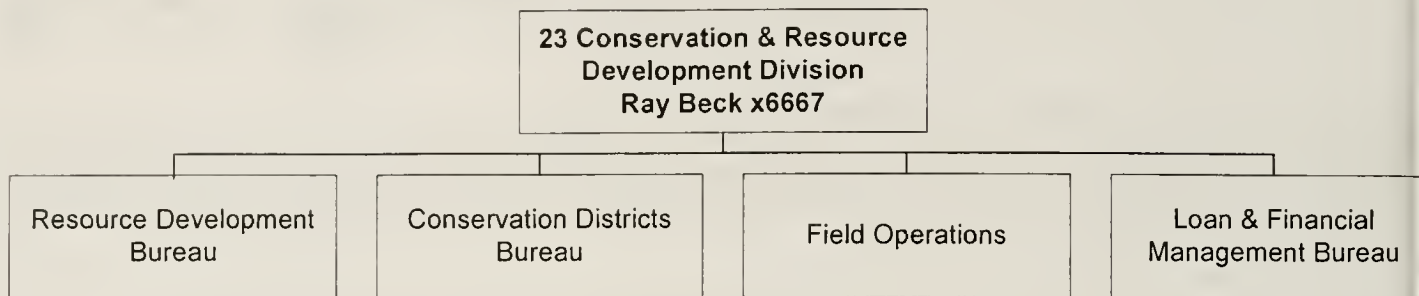 23 Conservation & Resource
Development Division
Ray Beck x6667
Resource Development
Bureau
Conservation Districts
Bureau
Field Operations
Loan & Financial
Management Bureau